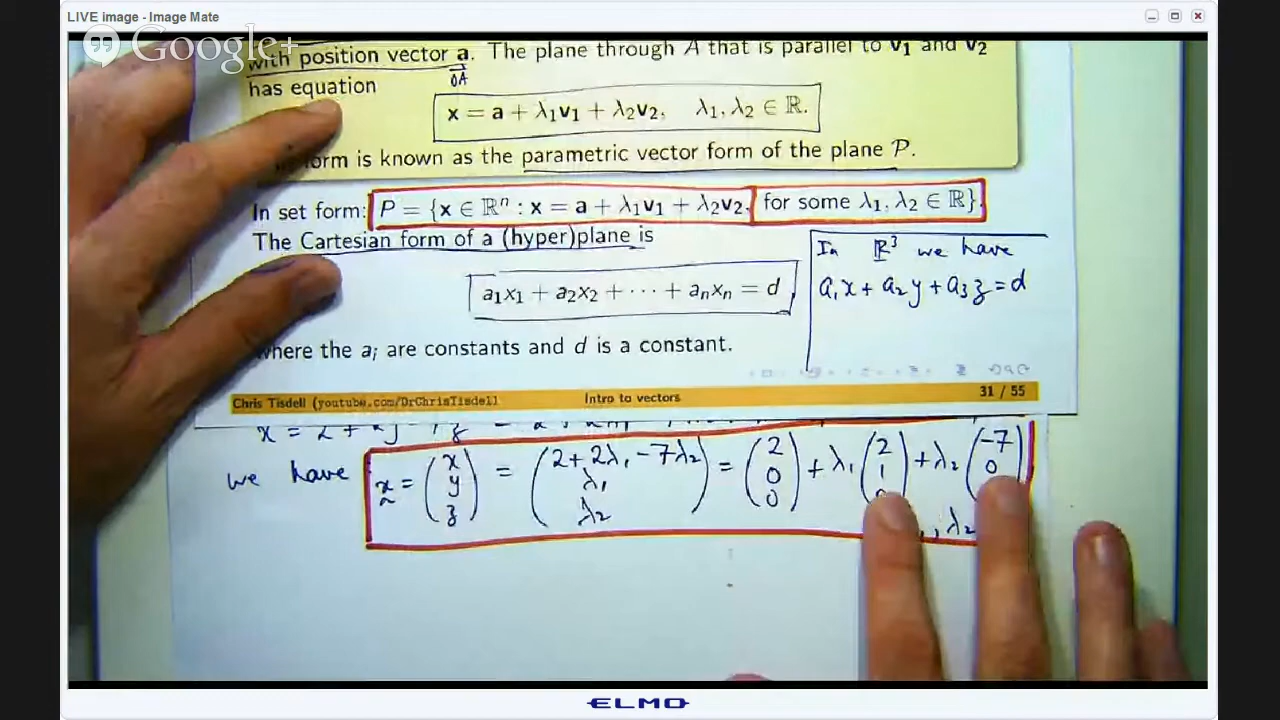 LIVE image - Image Mate
Google+
with position vector a. The plane through A that is parallel to v₁ and v₂
OA
has equation
x = a + λ₁v₁ + λ₂v₂, λ₁, λ₂ ∈ ℝ.
form is known as the parametric vector form of the plane P.
In set form: P = {x ∈ ℝⁿ : x = a + λ₁v₁ + λ₂v₂, for some λ₁, λ₂ ∈ ℝ}.
The Cartesian form of a (hyper)plane is
In ℝ³ we have
a₁x + a₂y + a₃z = d
a₁x₁ + a₂x₂ + ⋯ + aₙxₙ = d,
where the aᵢ are constants and d is a constant.
Chris Tisdell (youtube.com/DrChrisTisdell Intro to vectors 31 / 55
we have x = (x y z) = (2+2λ₁-7λ₂ λ₁ λ₂) = (2 0 0) + λ₁ (2 1 + λ₂ (-7 0
, λ₂
ELMO